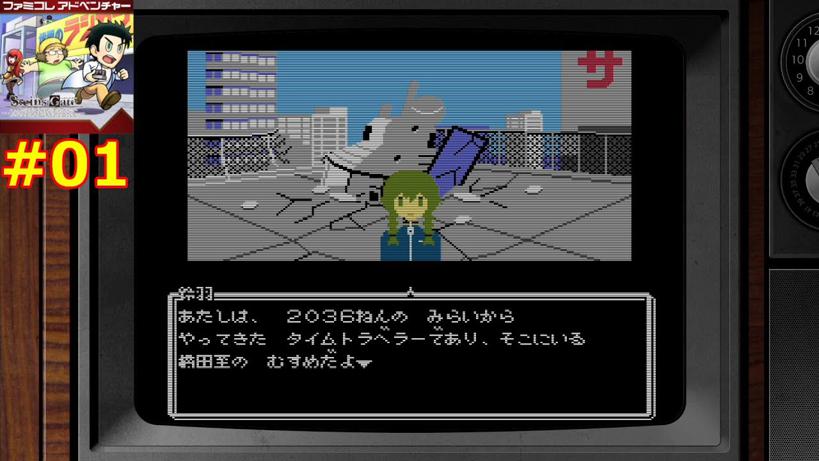 ファミコレ アドベンチャー
Steins;Gate
#01
サ
鈴羽
あたしは、 2036ねんの みらいから
やってきた タイムトラベラーであり、そこにいる
橋田至の むすめだよ